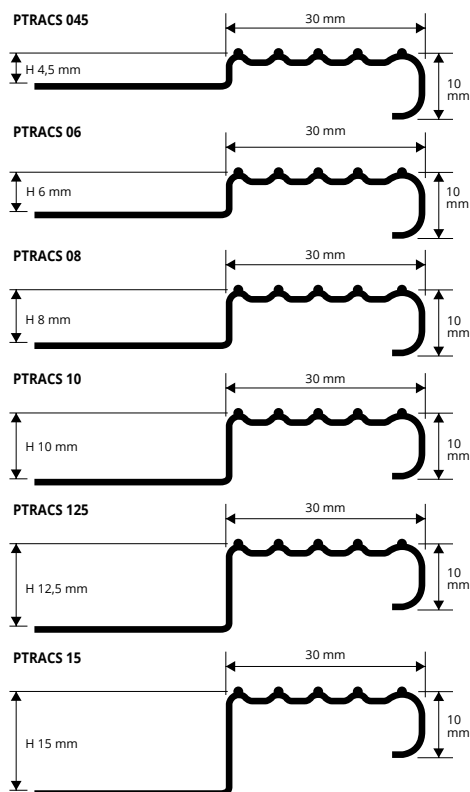 PTRACS 045
30 mm
H 4,5 mm
10
mm
PTRACS 06
30 mm
H 6 mm
10
mm
PTRACS 08
30 mm
H 8 mm
10
mm
PTRACS 10
30 mm
H 10 mm
10
mm
PTRACS 125
30 mm
H 12,5 mm
10
mm
PTRACS 15
30 mm
H 15 mm
10
mm